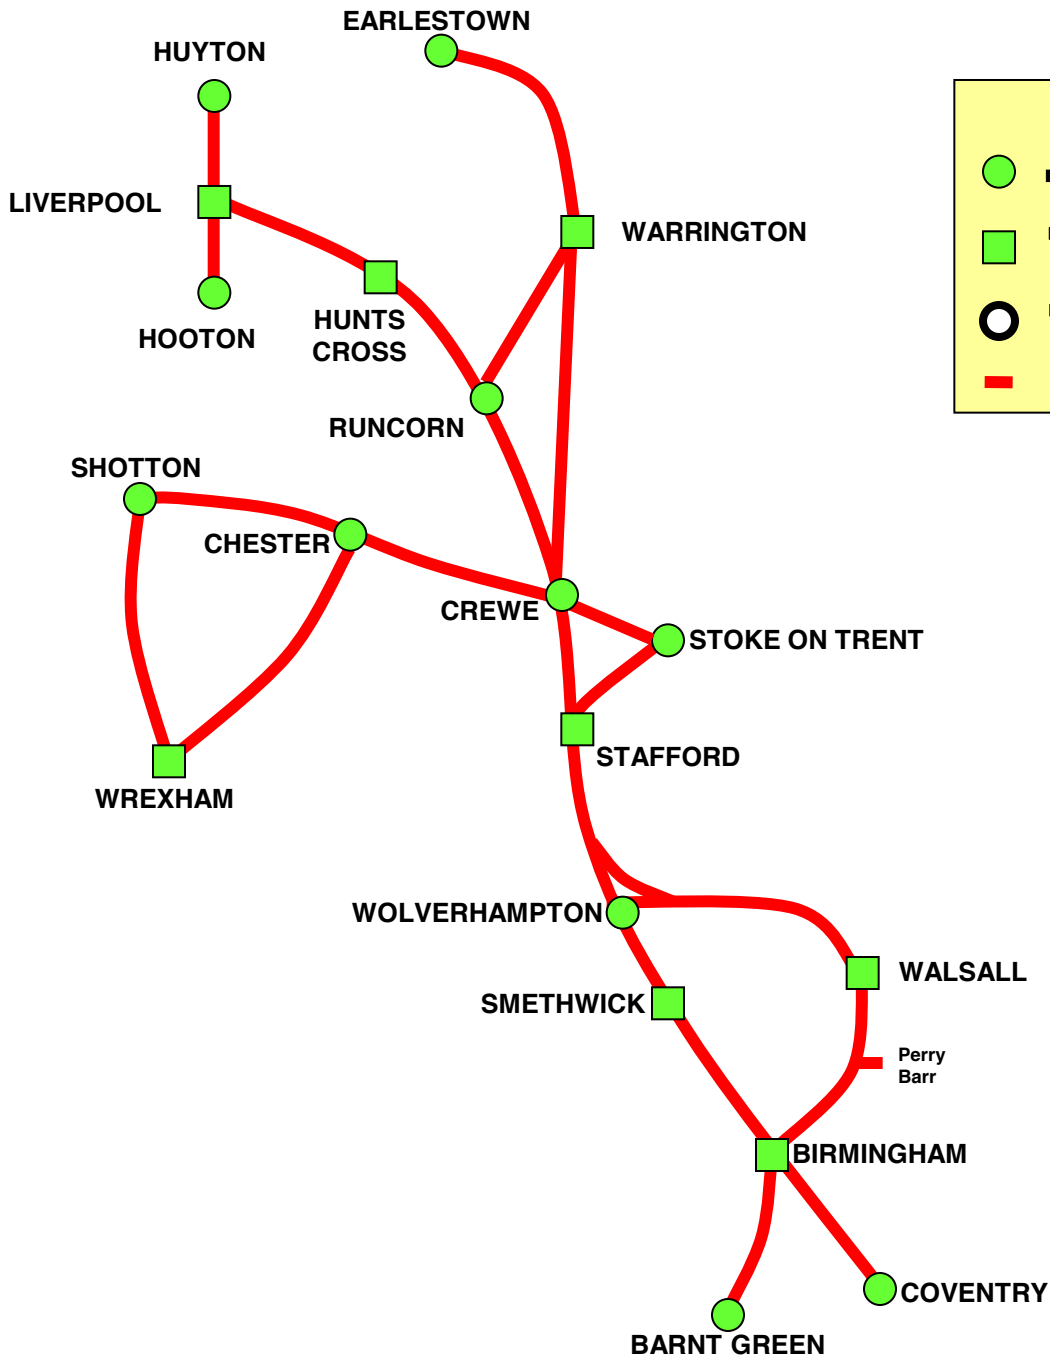 EARLESTOWN
HUYTON
LIVERPOOL
WARRINGTON
HOOTON
HUNTS
CROSS
RUNCORN
SHOTTON
CHESTER
CREWE
STOKE ON TRENT
STAFFORD
WREXHAM
WOLVERHAMPTON
WALSALL
SMETHWICK
Perry
Barr
BIRMINGHAM
COVENTRY
BARNT GREEN